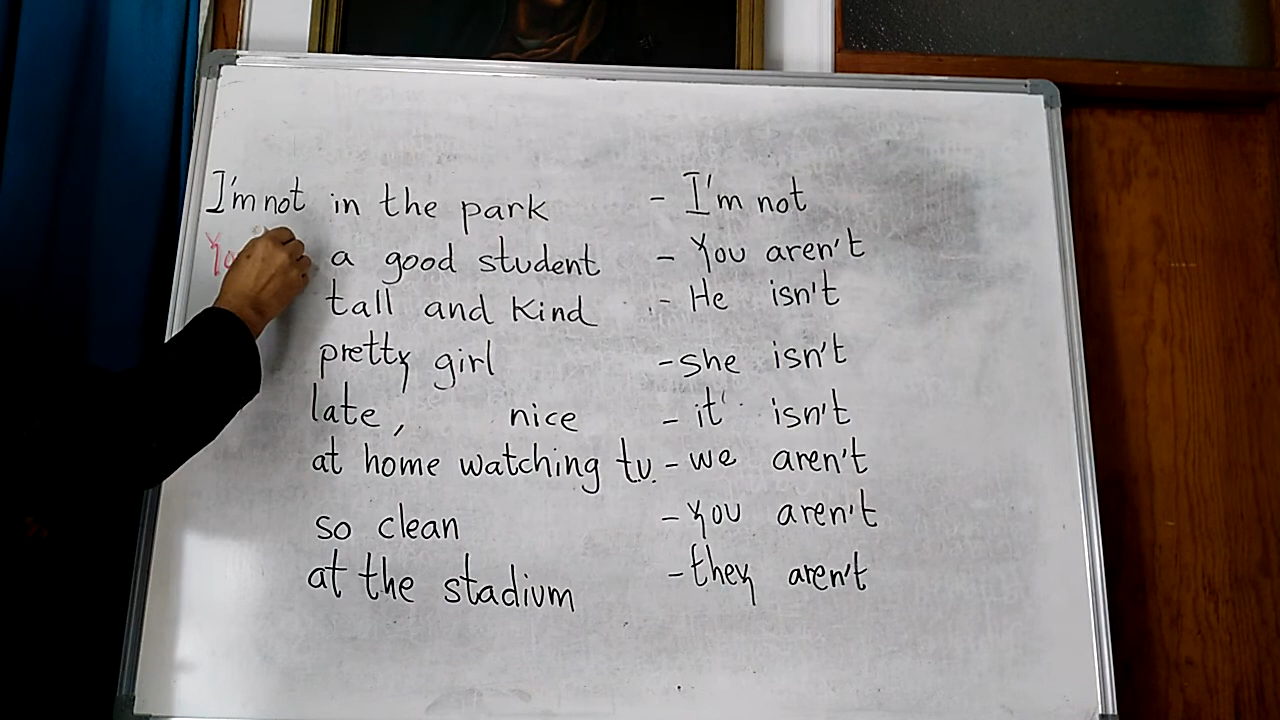 I'm not in the park - I'm not
a good student - You aren't
tall and kind - He isn't
pretty girl - she isn't
late, nice - it isn't
at home watching tv. - we aren't
so clean - you aren't
at the stadium - they aren't